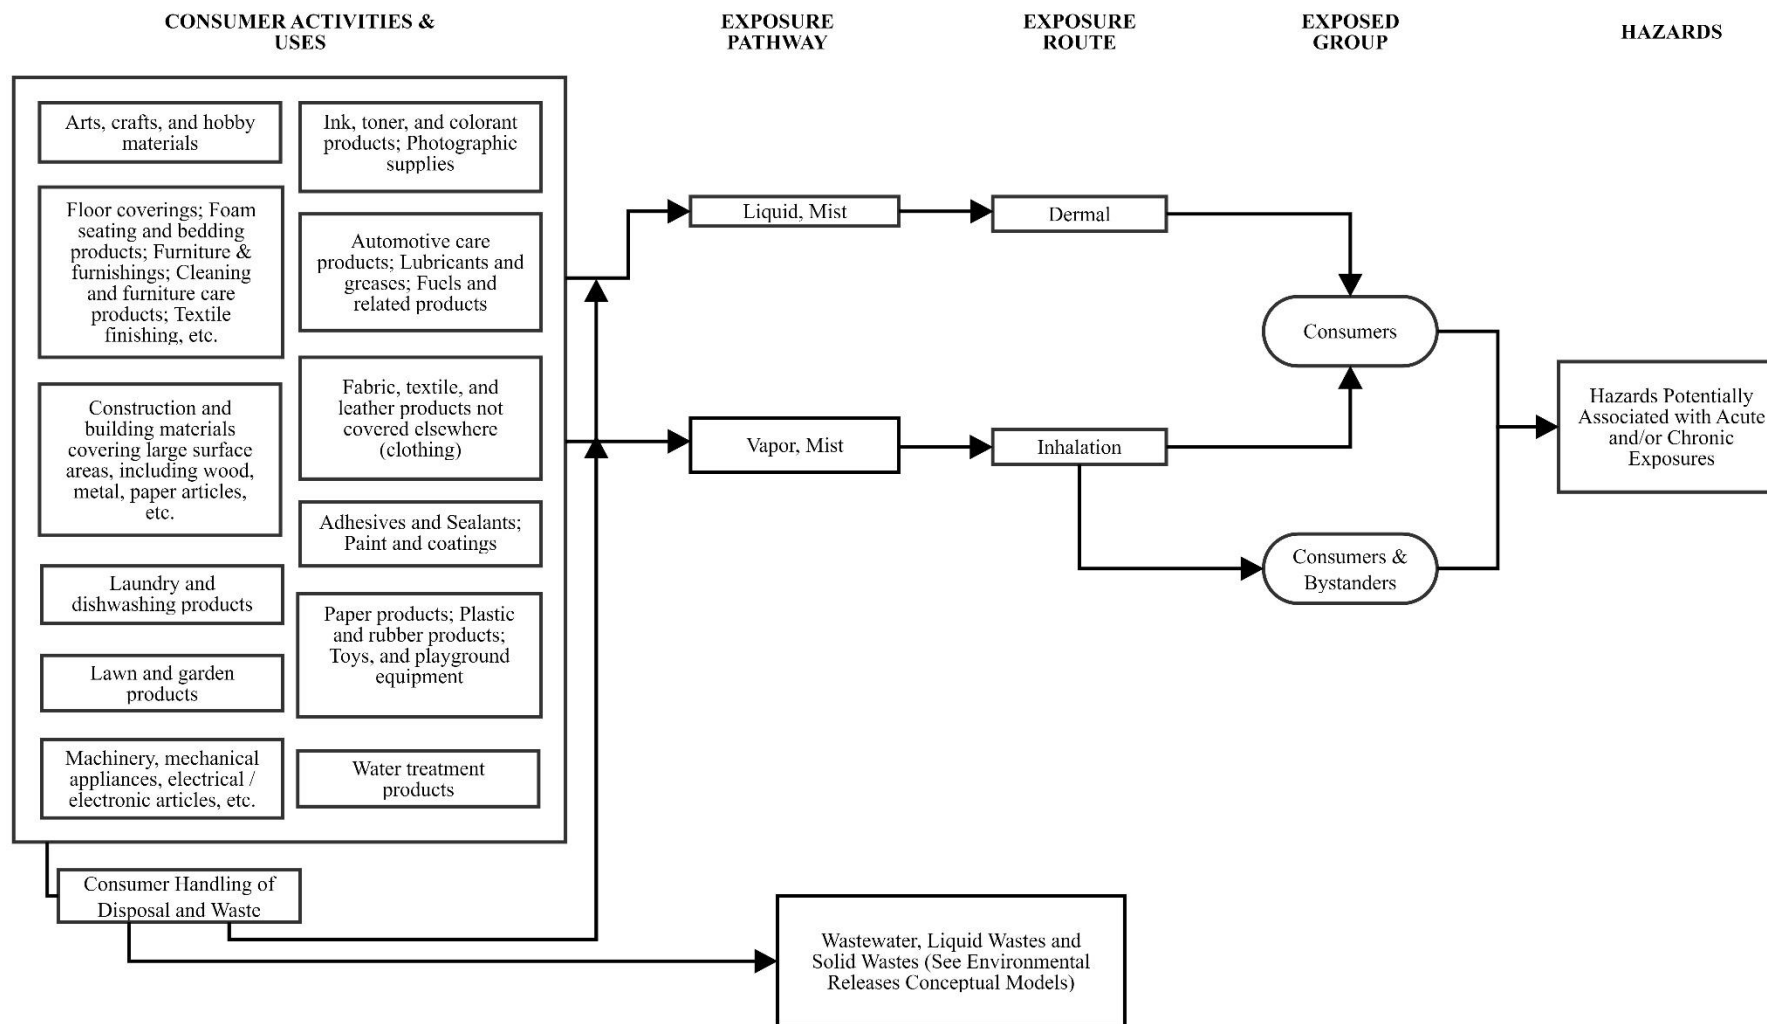 CONSUMER ACTIVITIES &
USES
EXPOSURE
PATHWAY
EXPOSURE
ROUTE
EXPOSED
GROUP
HAZARDS
Arts, crafts, and hobby
materials
Floor coverings; Foam
seating and bedding
products; Furniture &
furnishings; Cleaning
and furniture care
products; Textile
finishing, etc.
Construction and
building materials
covering large surface
areas, including wood,
metal, paper articles,
etc.
Laundry and
dishwashing products
Lawn and garden
products
Machinery, mechanical
appliances, electrical /
electronic articles, etc.
Ink, toner, and colorant
products; Photographic
supplies
Automotive care
products; Lubricants and
greases; Fuels and
related products
Fabric, textile, and
leather products not
covered elsewhere
(clothing)
Adhesives and Sealants;
Paint and coatings
Paper products; Plastic
and rubber products;
Toys, and playground
equipment
Water treatment
products
Consumer Handling of
Disposal and Waste
Liquid, Mist
Vapor, Mist
Dermal
Inhalation
Consumers
Consumers &
Bystanders
Hazards Potentially
Associated with Acute
and/or Chronic
Exposures
Wastewater, Liquid Wastes and
Solid Wastes (See Environmental
Releases Conceptual Models)